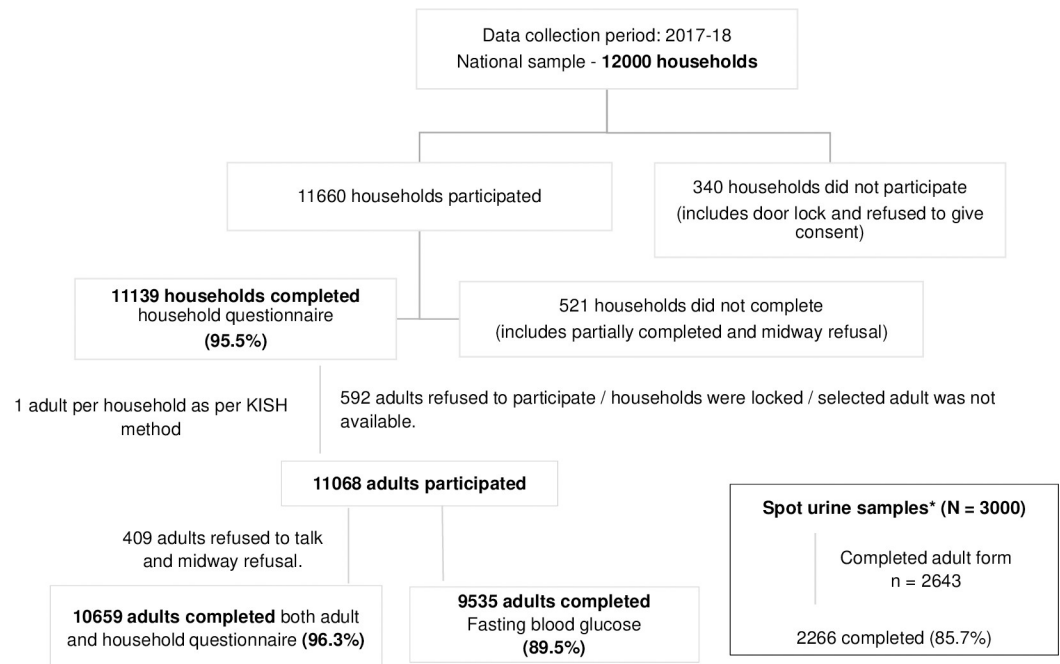 Data collection period: 2017-18
National sample - 12000 households
11660 households participated
340 households did not participate
(includes door lock and refused to give
consent)
11139 households completed
household questionnaire
(95.5%)
521 households did not complete
(includes partially completed and midway refusal)
1 adult per household as per KISH
method
592 adults refused to participate / households were locked / selected adult was not
available.
11068 adults participated
409 adults refused to talk
and midway refusal.
10659 adults completed both adult
and household questionnaire (96.3%)
9535 adults completed
Fasting blood glucose
(89.5%)
Spot urine samples* (N = 3000)
Completed adult form
n = 2643
2266 completed (85.7%)